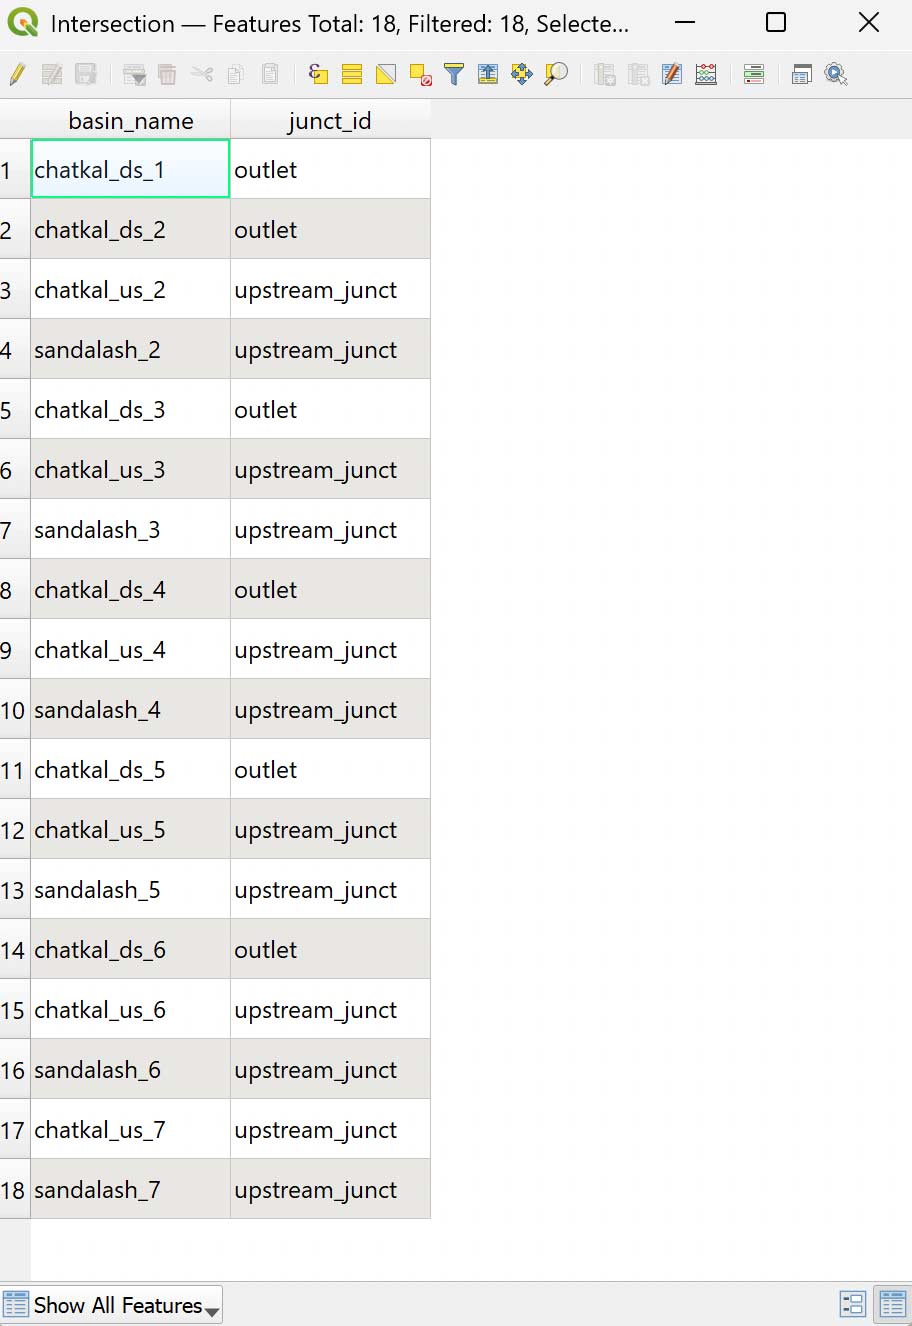 Intersection — Features Total: 18, Filtered: 18, Selecte...
basin_name junct_id
1 chatkal_ds_1 outlet
2 chatkal_ds_2 outlet
3 chatkal_us_2 upstream_junct
4 sandalash_2 upstream_junct
5 chatkal_ds_3 outlet
6 chatkal_us_3 upstream_junct
7 sandalash_3 upstream_junct
8 chatkal_ds_4 outlet
9 chatkal_us_4 upstream_junct
10 sandalash_4 upstream_junct
11 chatkal_ds_5 outlet
12 chatkal_us_5 upstream_junct
13 sandalash_5 upstream_junct
14 chatkal_ds_6 outlet
15 chatkal_us_6 upstream_junct
16 sandalash_6 upstream_junct
17 chatkal_us_7 upstream_junct
18 sandalash_7 upstream_junct
Show All Features